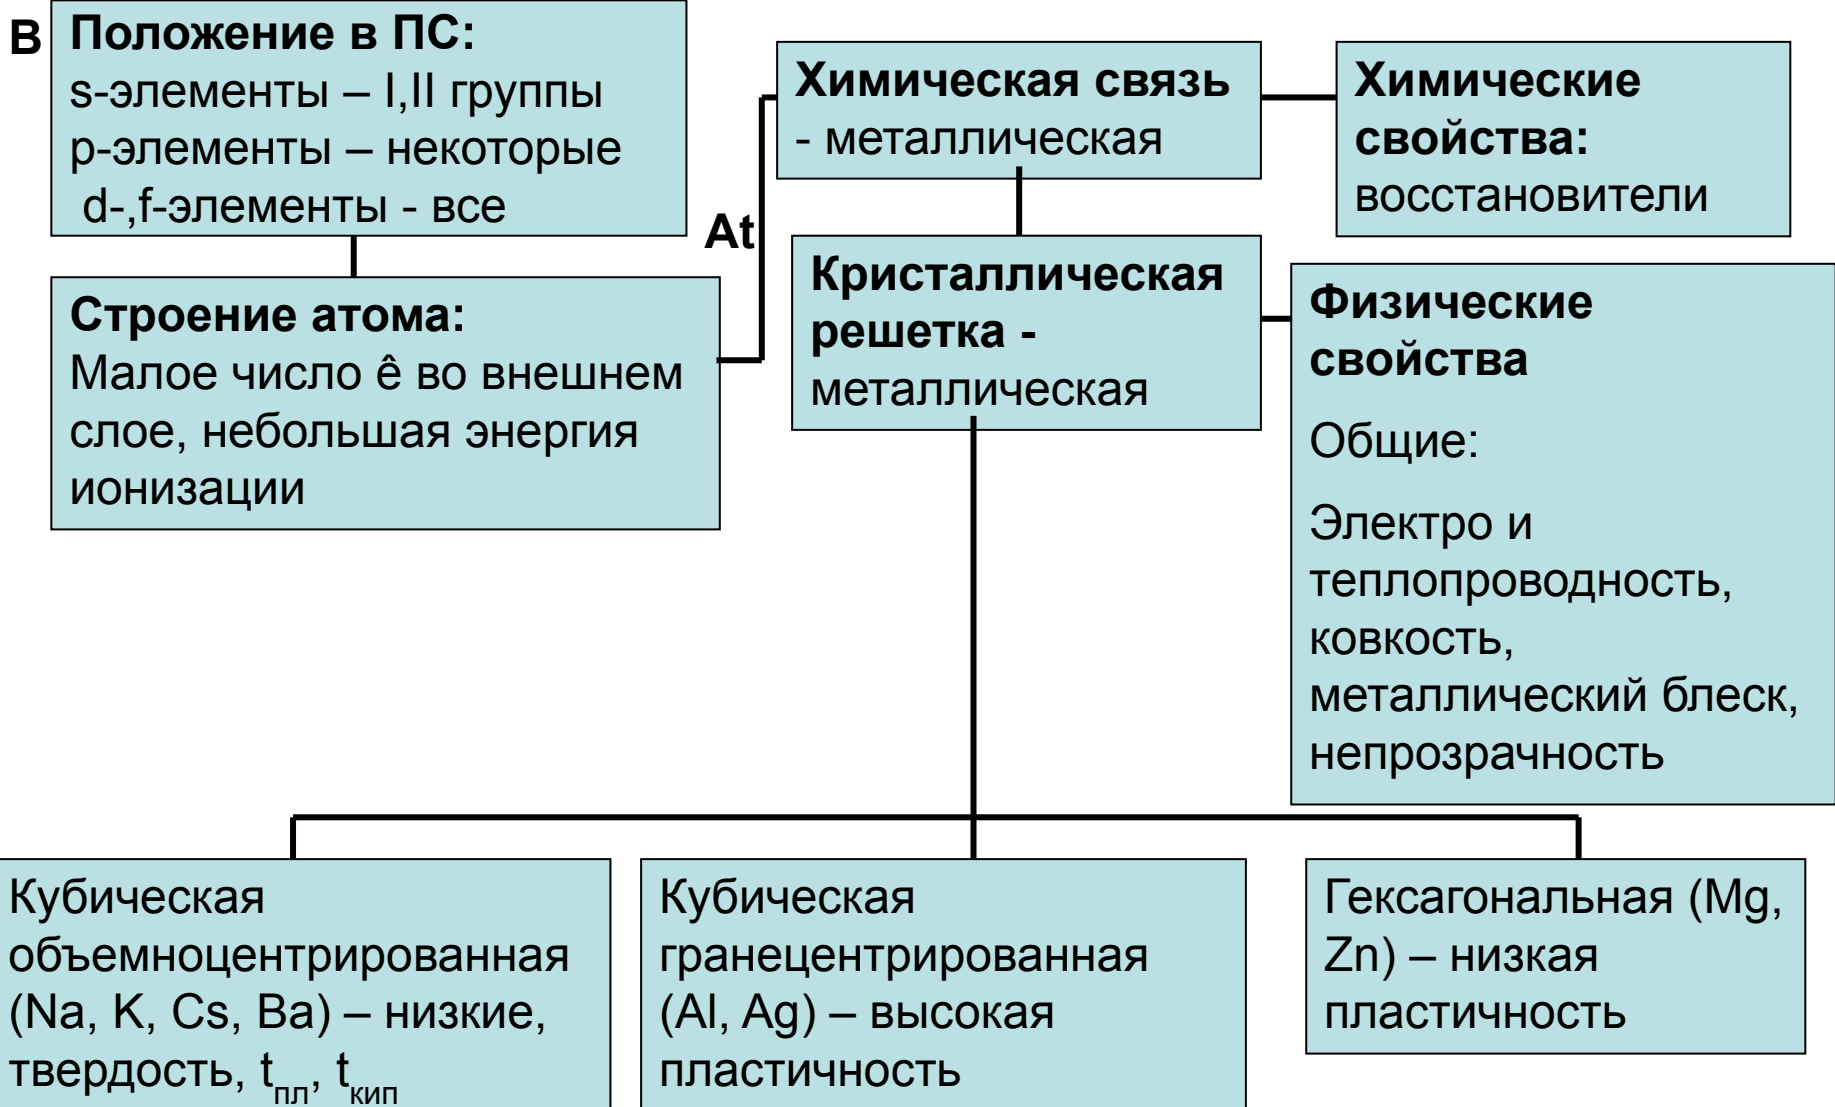 B
Положение в ПС:
s-элементы – I,II группы
р-элементы – некоторые
d-,f-элементы - все
At
Строение атома:
Малое число ê во внешнем
слое, небольшая энергия
ионизации
Химическая связь
- металлическая
Химические
свойства:
восстановители
Кристаллическая
решетка -
металлическая
Физические
свойства
Общие:
Электро и
теплопроводность,
ковкость,
металлический блеск,
непрозрачность
Кубическая
объемноцентрированная
(Na, K, Cs, Ba) – низкие,
твердость, tпл, tкип
Кубическая
гранецентрированная
(Al, Ag) – высокая
пластичность
Гексагональная (Mg,
Zn) – низкая
пластичность